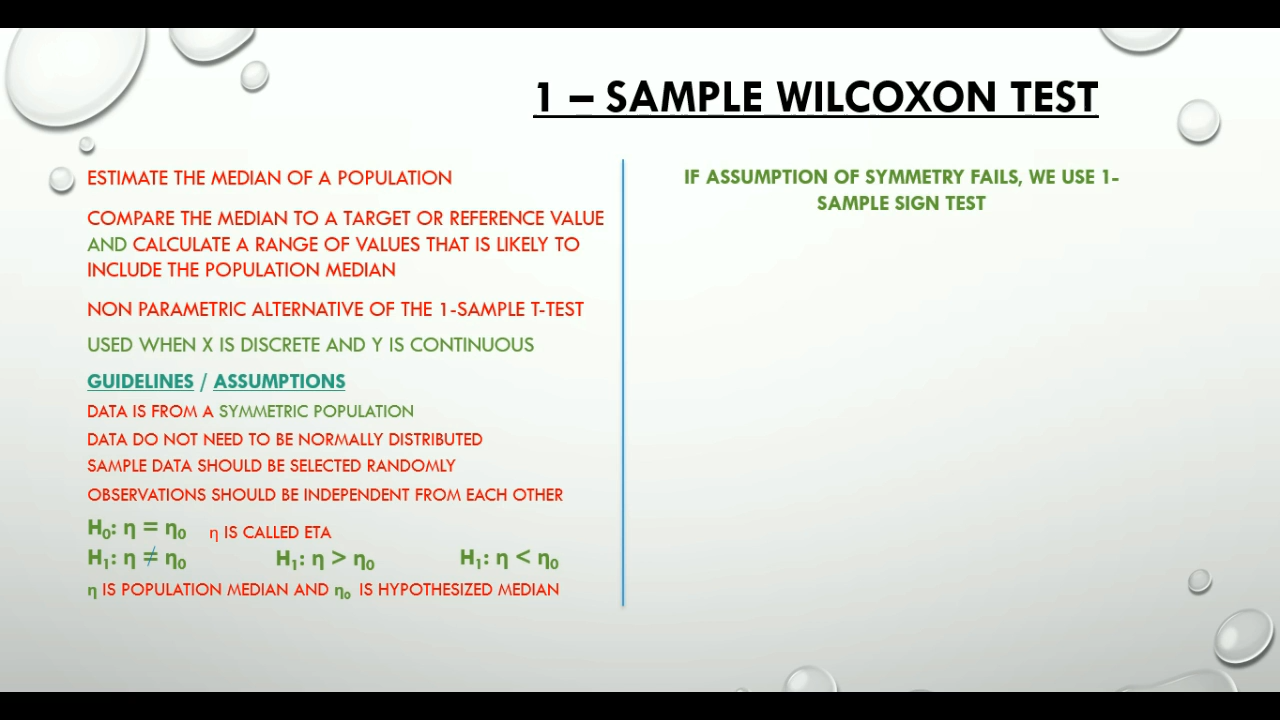 1 – SAMPLE WILCOXON TEST
ESTIMATE THE MEDIAN OF A POPULATION
COMPARE THE MEDIAN TO A TARGET OR REFERENCE VALUE
AND CALCULATE A RANGE OF VALUES THAT IS LIKELY TO
INCLUDE THE POPULATION MEDIAN
NON PARAMETRIC ALTERNATIVE OF THE 1-SAMPLE T-TEST
USED WHEN X IS DISCRETE AND Y IS CONTINUOUS
GUIDELINES / ASSUMPTIONS
DATA IS FROM A SYMMETRIC POPULATION
DATA DO NOT NEED TO BE NORMALLY DISTRIBUTED
SAMPLE DATA SHOULD BE SELECTED RANDOMLY
OBSERVATIONS SHOULD BE INDEPENDENT FROM EACH OTHER
H₀: η = η₀ η IS CALLED ETA
H₁: η ≠ η₀ H₁: η > η₀ H₁: η < η₀
η IS POPULATION MEDIAN AND η₀ IS HYPOTHESIZED MEDIAN
IF ASSUMPTION OF SYMMETRY FAILS, WE USE 1-
SAMPLE SIGN TEST